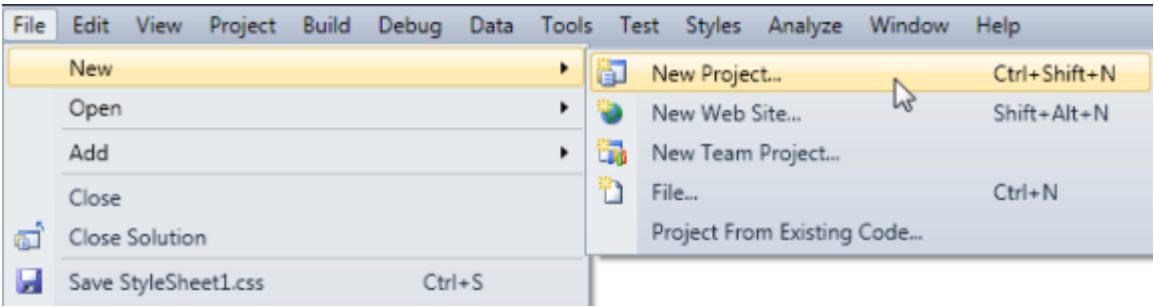 File Edit View Project Build Debug Data Tools Test Styles Analyze Window Help
New
Open
Add
Close
Close Solution
Save StyleSheet1.css Ctrl+S
New Project... Ctrl+Shift+N
New Web Site... Shift+Alt+N
New Team Project...
File... Ctrl+N
Project From Existing Code...